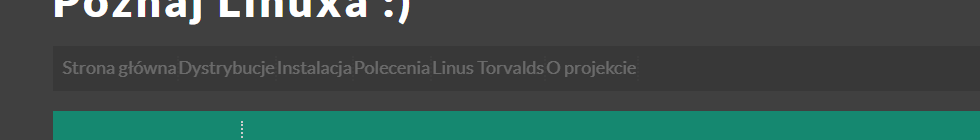 Poznaj Linuxa :)
Strona główna Dystrybucje Instalacja Polecenia Linus Torvalds O projekcie